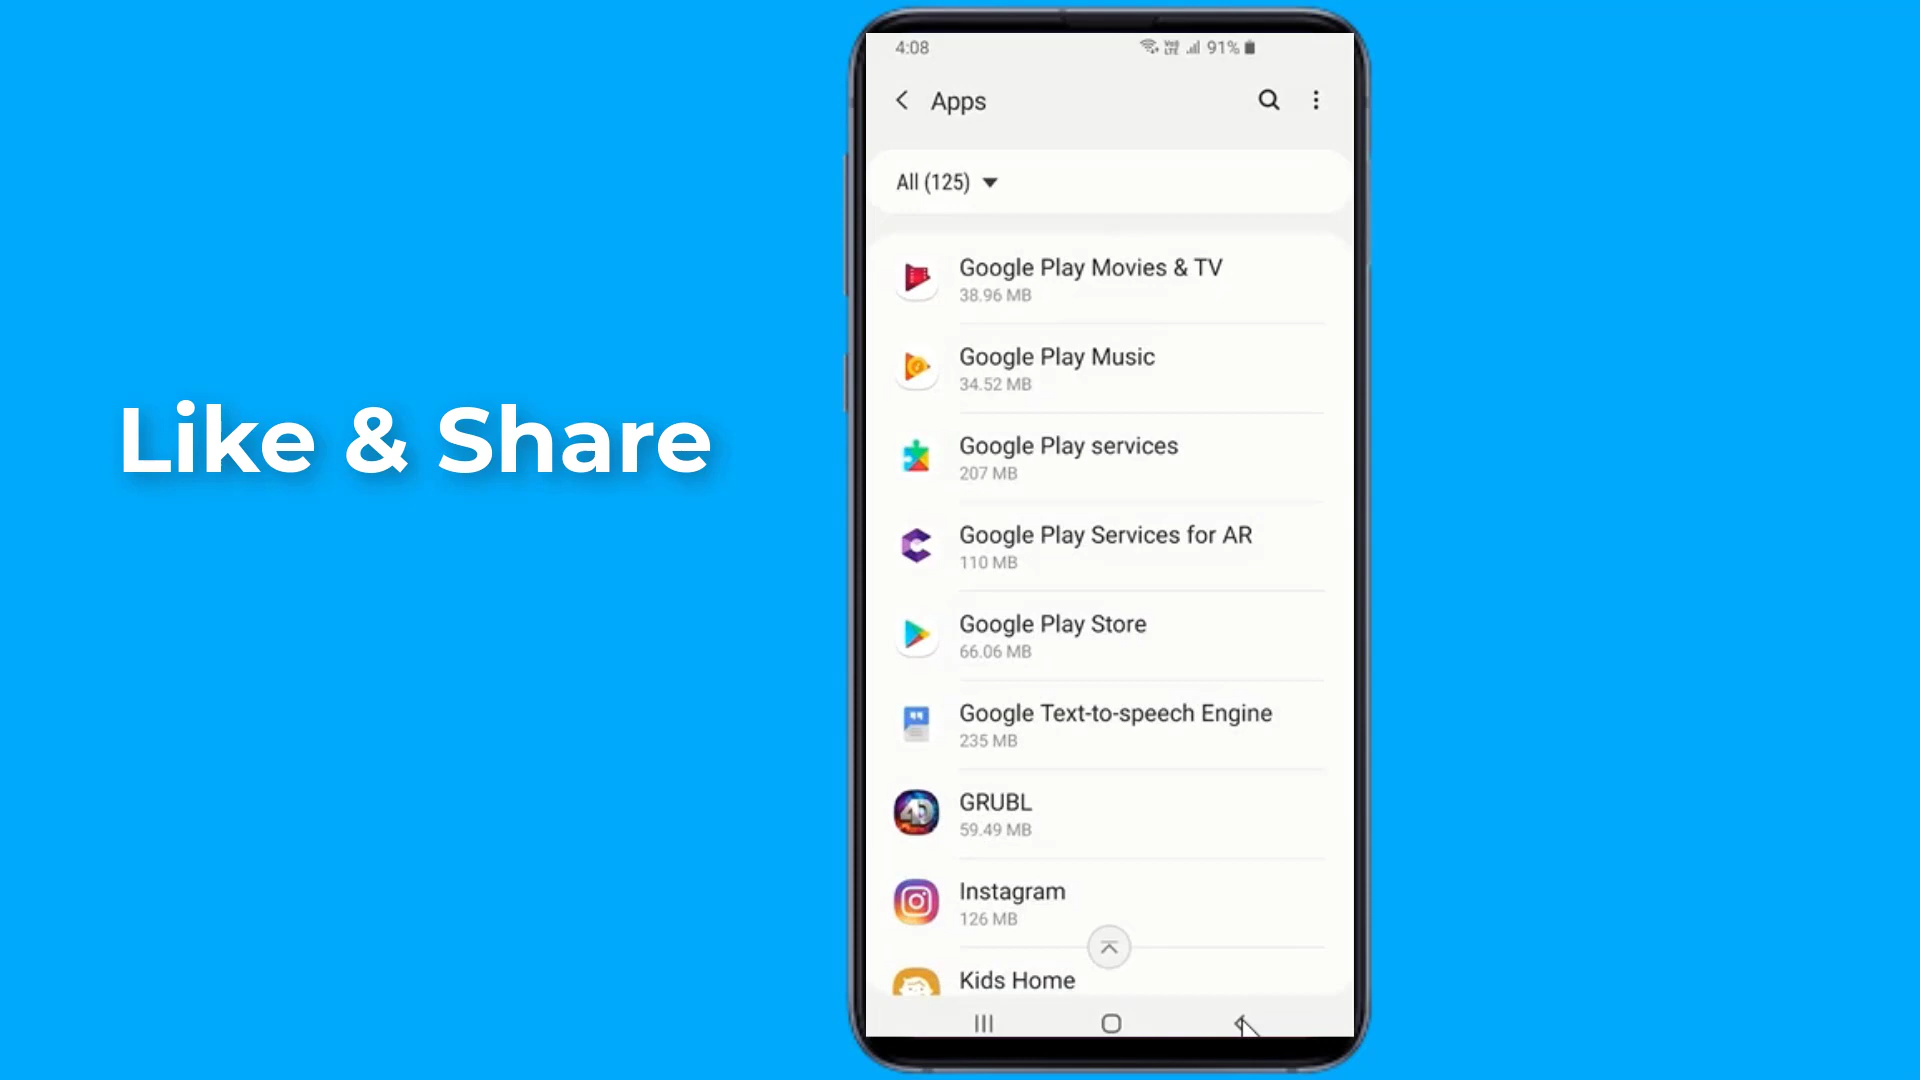 4:08
91%
Apps
All (125)
Google Play Movies & TV
38.96 MB
Google Play Music
34.52 MB
Google Play services
207 MB
Google Play Services for AR
110 MB
Like & Share
Google Play Store
66.06 MB
Google Text-to-speech Engine
235 MB
GRUBL
59.49 MB
Instagram
126 MB
Kids Home